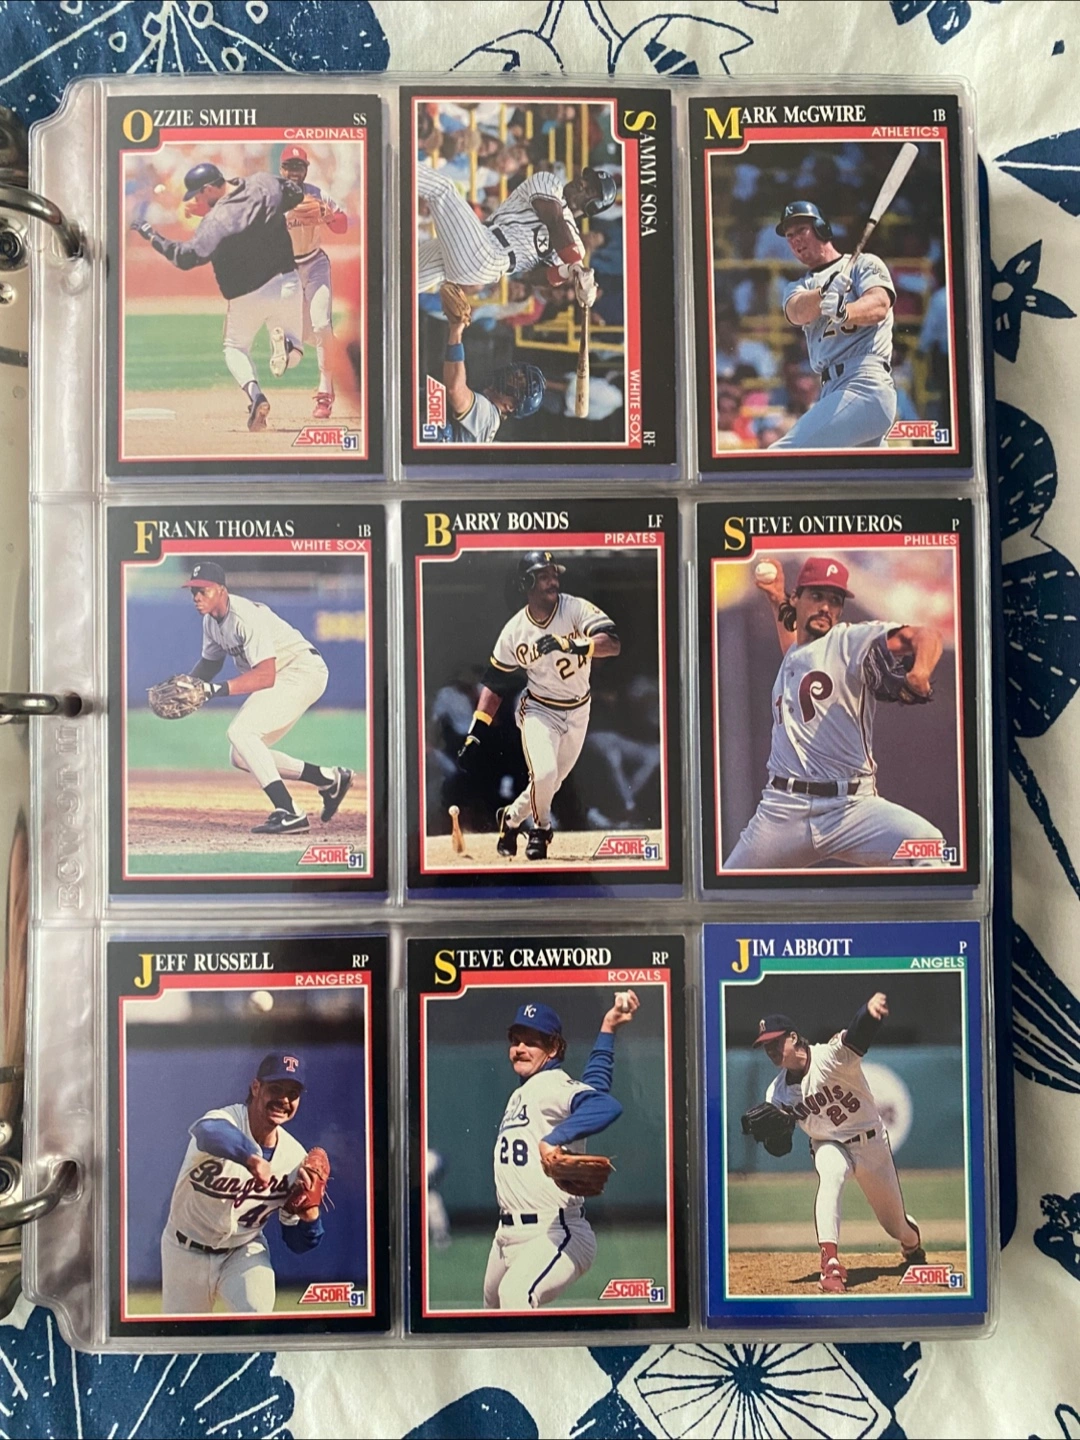 OZZIE SMITH SS
CARDINALS
SCORE 91
SAMMY SOSA RF
WHITE SOX
SCORE 91
MARK McGWIRE 1B
ATHLETICS
SCORE 91
FRANK THOMAS 1B
WHITE SOX
SCORE 91
BARRY BONDS LF
PIRATES
24
SCORE 91
STEVE ONTIVEROS P
PHILLIES
P
SCORE 91
JEFF RUSSELL RP
RANGERS
T
Rangers
SCORE 91
STEVE CRAWFORD RP
ROYALS
KC
28
SCORE 91
JIM ABBOTT P
ANGELS
Angels
25
SCORE 91